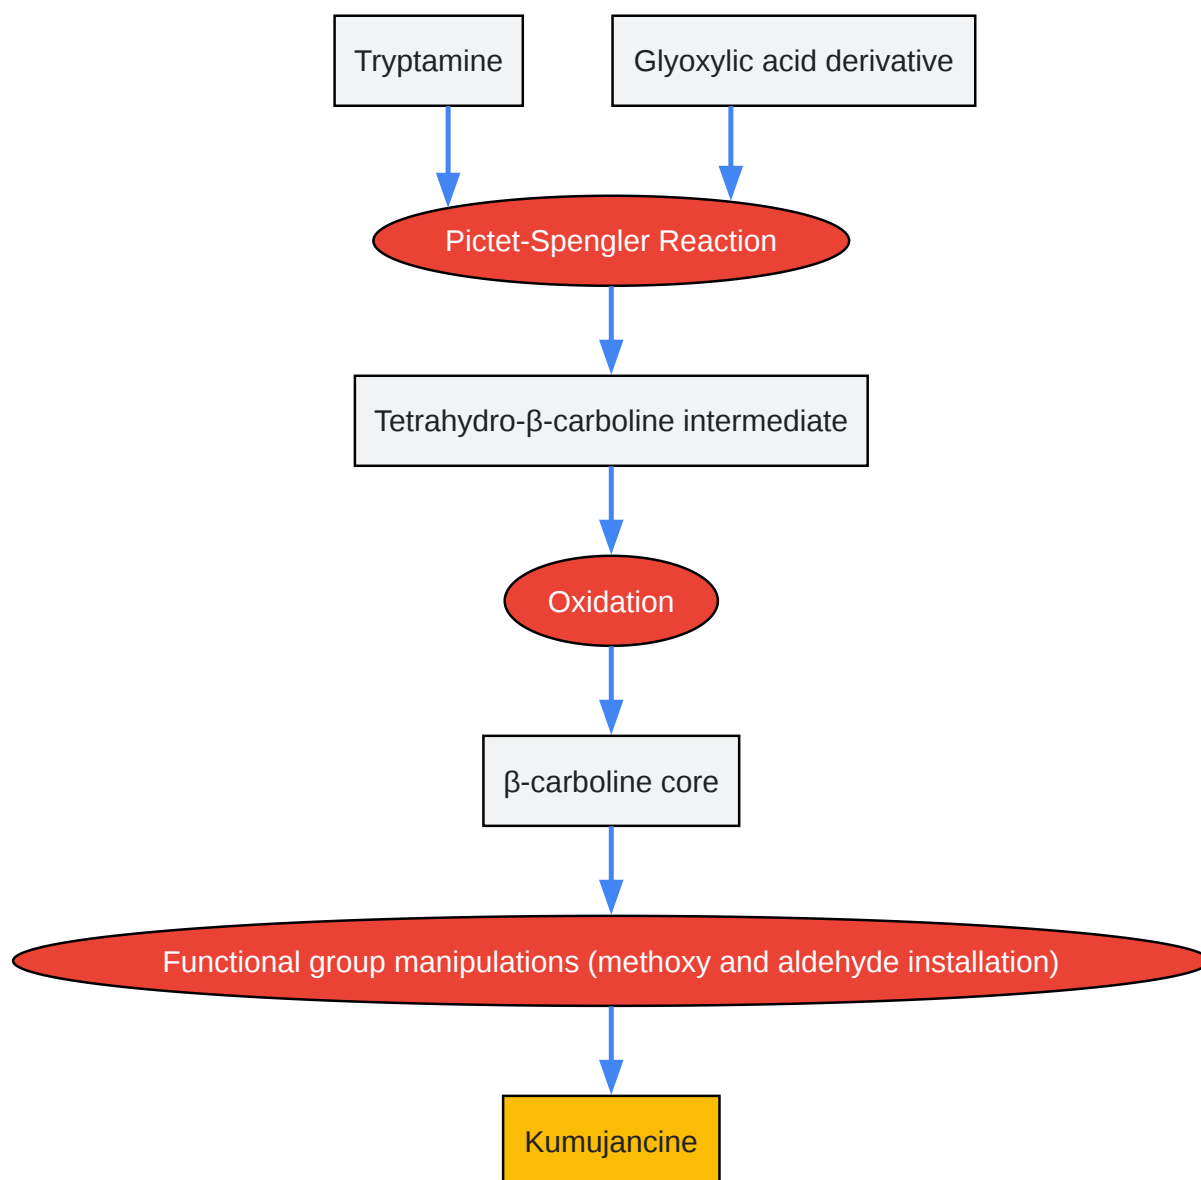 Tryptamine
Glyoxylic acid derivative
Pictet-Spengler Reaction
Tetrahydro-β-carboline intermediate
Oxidation
β-carboline core
Functional group manipulations (methoxy and aldehyde installation)
Kumujancine